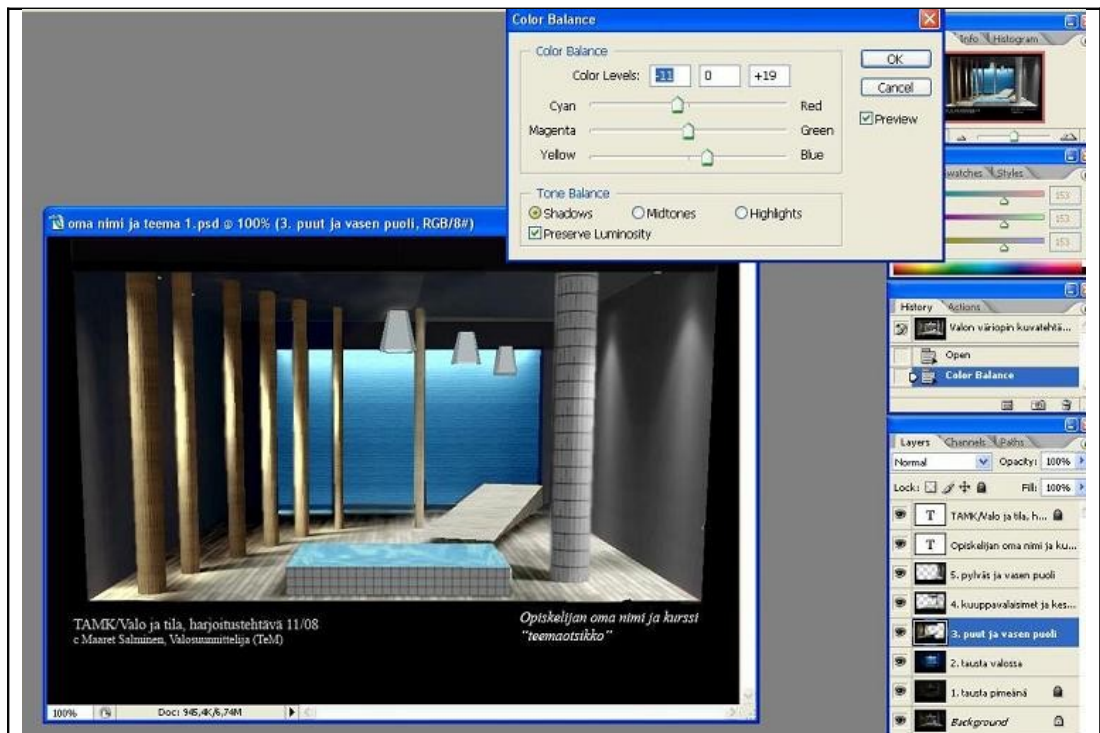 Color Balance
Color Balance
Color Levels: -11 0 +19
Cyan Red
Magenta Green
Yellow Blue
Tone Balance
Shadows Midtones Highlights
Preserve Luminosity
OK
Cancel
Preview
Info Histogram
Styles
153
153
153
oma nimi ja teema 1.psd @ 100% (3. puut ja vasen puoli, RGB/8#)
TAMK/Valo ja tila, harjoitustehtävä 11/08
c Maaret Salminen, Valosuunnittelija (TeM)
Opiskelijan oma nimi ja kurssi
"teemaotsikko"
100% Doc: 945,4K/6,74M
History Actions
Valon väriopin kuvatehtä...
Open
Color Balance
Layers Channels Paths
Normal Opacity: 100%
Lock: Fill: 100%
T TAMK/Valo ja tila, h...
T Opiskelijan oma nimi ja ku...
5. pylväs ja vasen puoli
4. kuuppavalaisimet ja kes...
3. puut ja vasen puoli
2. tausta valossa
1. tausta pimeänä
Background